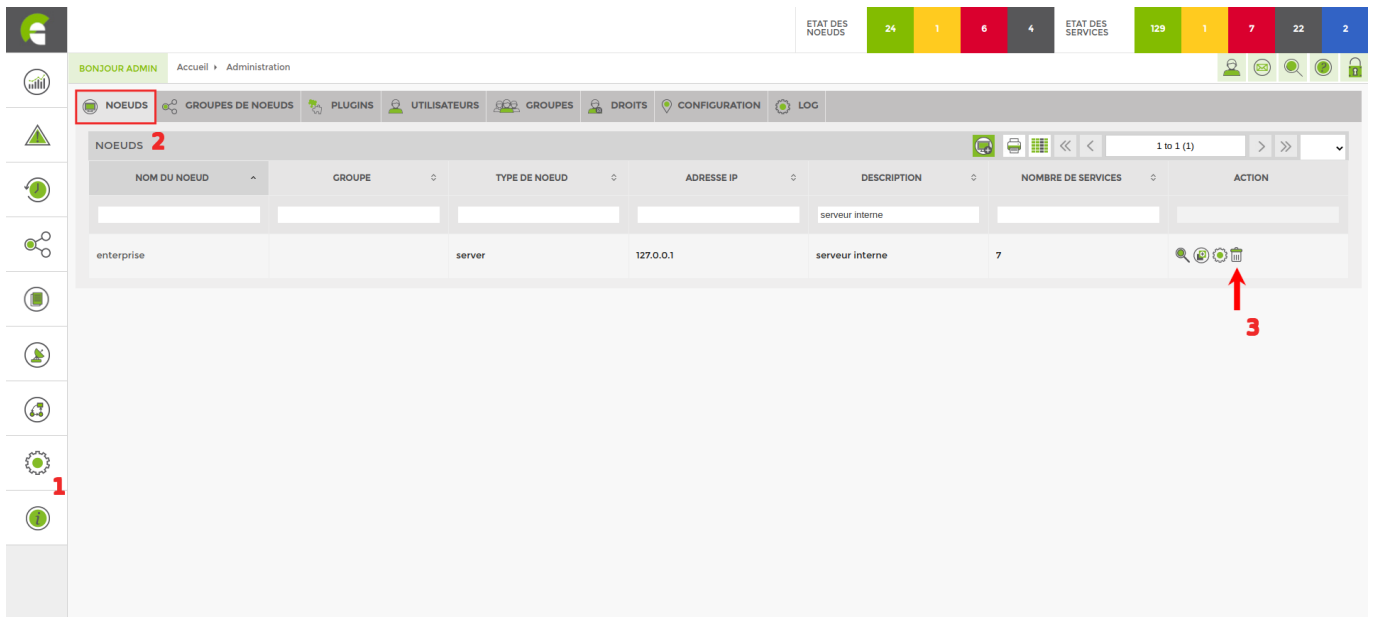 ETAT DES NOEUDS 24 1 6 4 ETAT DES SERVICES 129 1 7 22 2
BONJOUR ADMIN Accueil Administration
NOEUDS GROUPES DE NOEUDS PLUGINS UTILISATEURS GROUPES DROITS CONFIGURATION LOG
NOEUDS 2 1 to 1 (1)
NOM DU NOEUD GROUPE TYPE DE NOEUD ADRESSE IP DESCRIPTION NOMBRE DE SERVICES ACTION
serveur interne
enterprise server 127.0.0.1 serveur interne 7
3
1